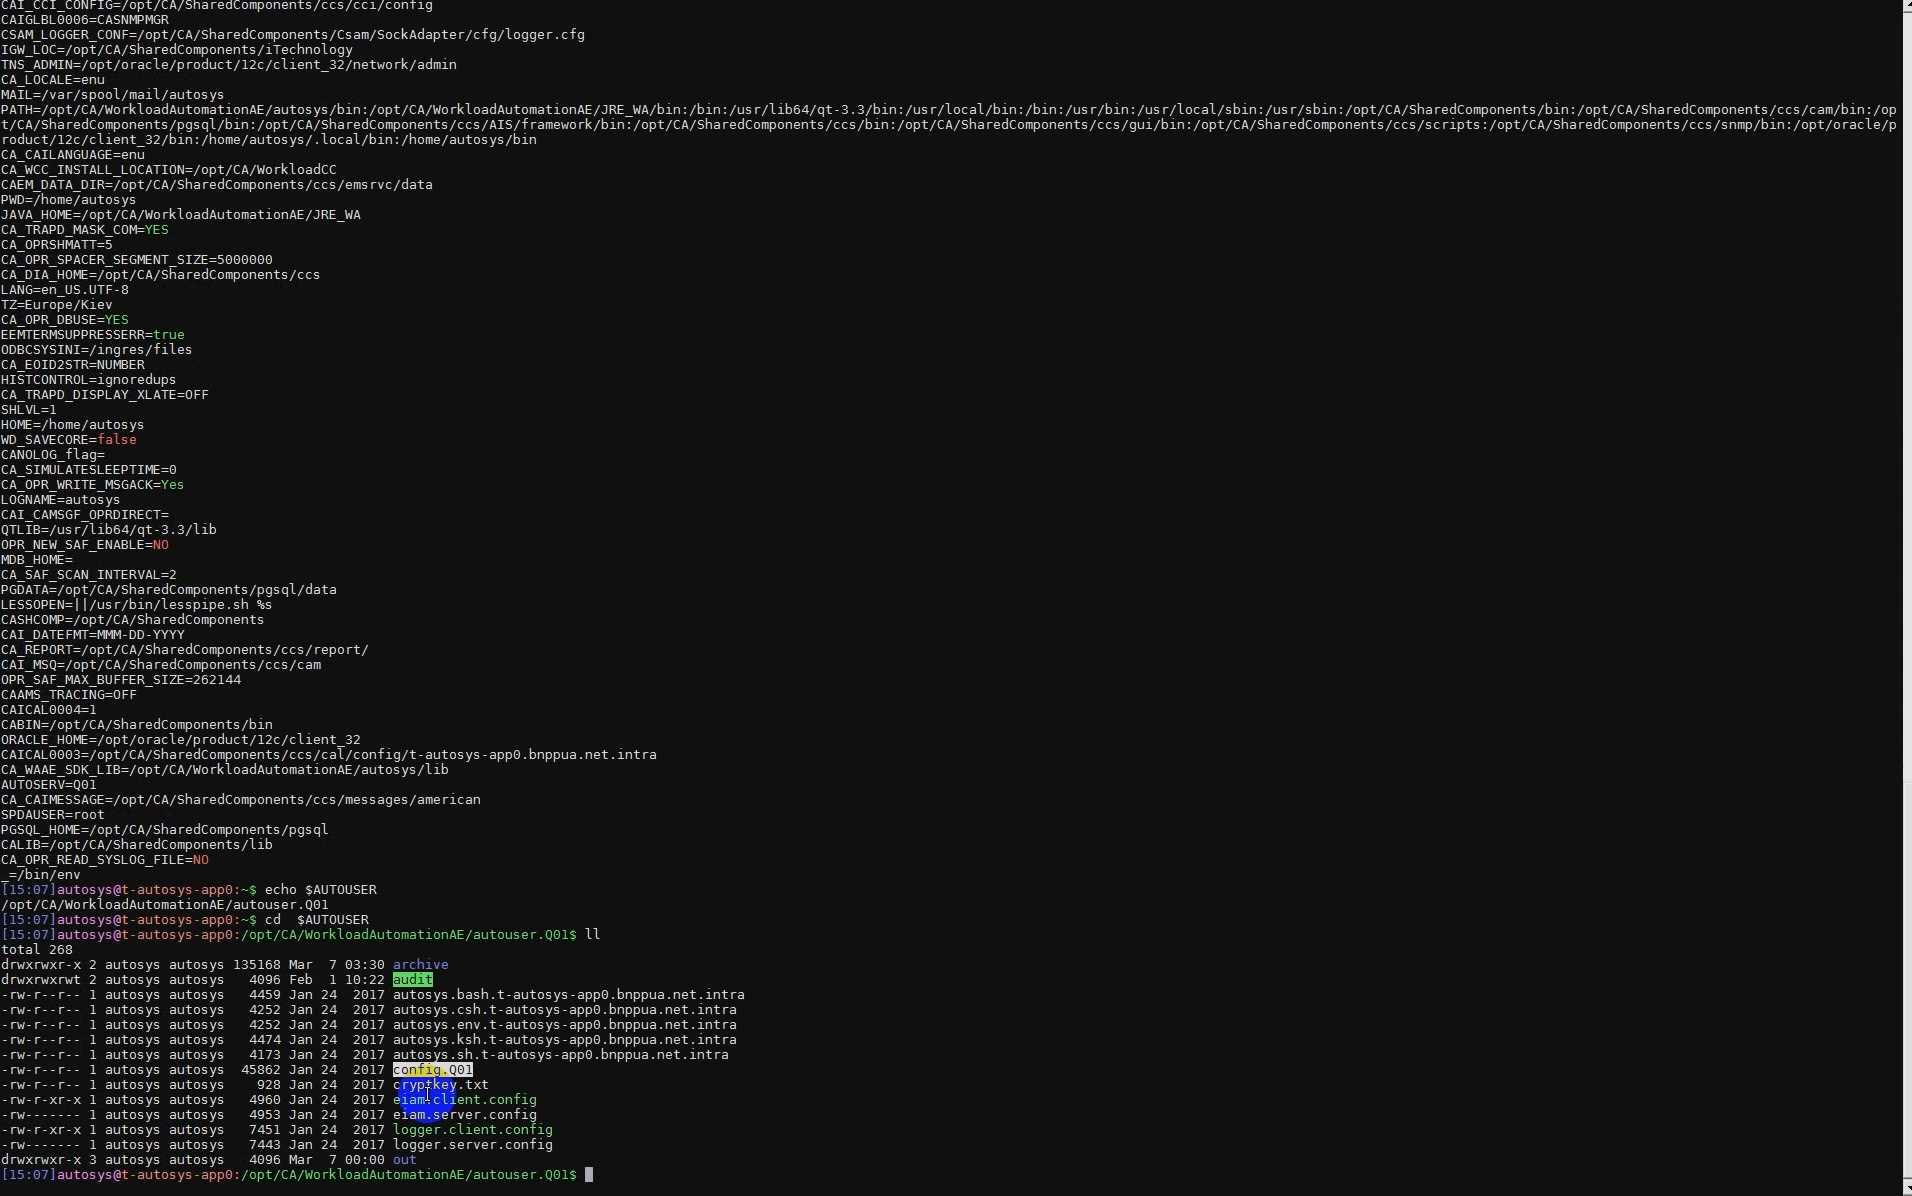 CAI_CCI_CONFIG=/opt/CA/SharedComponents/ccs/cci/config
CAIGLBL0006=CASNMPMGR
CSAM_LOGGER_CONF=/opt/CA/SharedComponents/Csam/SockAdapter/cfg/logger.cfg
IGW_LOC=/opt/CA/SharedComponents/iTechnology
TNS_ADMIN=/opt/oracle/product/12c/client_32/network/admin
CA_LOCALE=enu
MAIL=/var/spool/mail/autosys
PATH=/opt/CA/WorkloadAutomationAE/autosys/bin:/opt/CA/WorkloadAutomationAE/JRE_WA/bin:/bin:/usr/lib64/qt-3.3/bin:/usr/local/bin:/bin:/usr/bin:/usr/local/sbin:/usr/sbin:/opt/CA/SharedComponents/bin:/opt/CA/SharedComponents/ccs/cam/bin:/op
t/CA/SharedComponents/pgsql/bin:/opt/CA/SharedComponents/ccs/AIS/framework/bin:/opt/CA/SharedComponents/ccs/bin:/opt/CA/SharedComponents/ccs/gui/bin:/opt/CA/SharedComponents/ccs/scripts:/opt/CA/SharedComponents/ccs/snmp/bin:/opt/oracle/p
roduct/12c/client_32/bin:/home/autosys/.local/bin:/home/autosys/bin
CA_CAILANGUAGE=enu
CA_WCC_INSTALL_LOCATION=/opt/CA/WorkloadCC
CAEM_DATA_DIR=/opt/CA/SharedComponents/ccs/emsrvc/data
PWD=/home/autosys
JAVA_HOME=/opt/CA/WorkloadAutomationAE/JRE_WA
CA_TRAPD_MASK_COM=YES
CA_OPRSHMATT=5
CA_OPR_SPACER_SEGMENT_SIZE=5000000
CA_DIA_HOME=/opt/CA/SharedComponents/ccs
LANG=en_US.UTF-8
TZ=Europe/Kiev
CA_OPR_DBUSE=YES
EEMTERMSUPPRESSERR=true
ODBCSYSINI=/ingres/files
CA_EOID2STR=NUMBER
HISTCONTROL=ignoredups
CA_TRAPD_DISPLAY_XLATE=OFF
SHLVL=1
HOME=/home/autosys
WD_SAVECORE=false
CANOLOG_flag=
CA_SIMULATESLEEPTIME=0
CA_OPR_WRITE_MSGACK=Yes
LOGNAME=autosys
CAI_CAMSGF_OPRDIRECT=
QTLIB=/usr/lib64/qt-3.3/lib
OPR_NEW_SAF_ENABLE=NO
MDB_HOME=
CA_SAF_SCAN_INTERVAL=2
PGDATA=/opt/CA/SharedComponents/pgsql/data
LESSOPEN=||/usr/bin/lesspipe.sh %s
CASHCOMP=/opt/CA/SharedComponents
CAI_DATEFMT=MMM-DD-YYYY
CA_REPORT=/opt/CA/SharedComponents/ccs/report/
CAI_MSQ=/opt/CA/SharedComponents/ccs/cam
OPR_SAF_MAX_BUFFER_SIZE=262144
CAAMS_TRACING=OFF
CAICAL0004=1
CABIN=/opt/CA/SharedComponents/bin
ORACLE_HOME=/opt/oracle/product/12c/client_32
CAICAL0003=/opt/CA/SharedComponents/ccs/cal/config/t-autosys-app0.bnppua.net.intra
CA_WAAE_SDK_LIB=/opt/CA/WorkloadAutomationAE/autosys/lib
AUTOSERV=Q01
CA_CAIMESSAGE=/opt/CA/SharedComponents/ccs/messages/american
SPDAUSER=root
PGSQL_HOME=/opt/CA/SharedComponents/pgsql
CALIB=/opt/CA/SharedComponents/lib
CA_OPR_READ_SYSLOG_FILE=NO
_=/bin/env
[15:07]autosys@t-autosys-app0:~$ echo $AUTOUSER
/opt/CA/WorkloadAutomationAE/autouser.Q01
[15:07]autosys@t-autosys-app0:~$ cd  $AUTOUSER
[15:07]autosys@t-autosys-app0:/opt/CA/WorkloadAutomationAE/autouser.Q01$ ll
total 268
drwxrwxr-x 2 autosys autosys 135168 Mar  7 03:30 archive
drwxrwxrwt 2 autosys autosys   4096 Feb  1 10:22 audit
-rw-r--r-- 1 autosys autosys   4459 Jan 24  2017 autosys.bash.t-autosys-app0.bnppua.net.intra
-rw-r--r-- 1 autosys autosys   4252 Jan 24  2017 autosys.csh.t-autosys-app0.bnppua.net.intra
-rw-r--r-- 1 autosys autosys   4252 Jan 24  2017 autosys.env.t-autosys-app0.bnppua.net.intra
-rw-r--r-- 1 autosys autosys   4474 Jan 24  2017 autosys.ksh.t-autosys-app0.bnppua.net.intra
-rw-r--r-- 1 autosys autosys   4173 Jan 24  2017 autosys.sh.t-autosys-app0.bnppua.net.intra
-rw-r--r-- 1 autosys autosys  45862 Jan 24  2017 config.Q01
-rw-r--r-- 1 autosys autosys    928 Jan 24  2017 cryptkey.txt
-rw-r-xr-x 1 autosys autosys   4960 Jan 24  2017 eiam.client.config
-rw------- 1 autosys autosys   4953 Jan 24  2017 eiam.server.config
-rw-r-xr-x 1 autosys autosys   7451 Jan 24  2017 logger.client.config
-rw------- 1 autosys autosys   7443 Jan 24  2017 logger.server.config
drwxrwxr-x 3 autosys autosys   4096 Mar  7 00:00 out
[15:07]autosys@t-autosys-app0:/opt/CA/WorkloadAutomationAE/autouser.Q01$